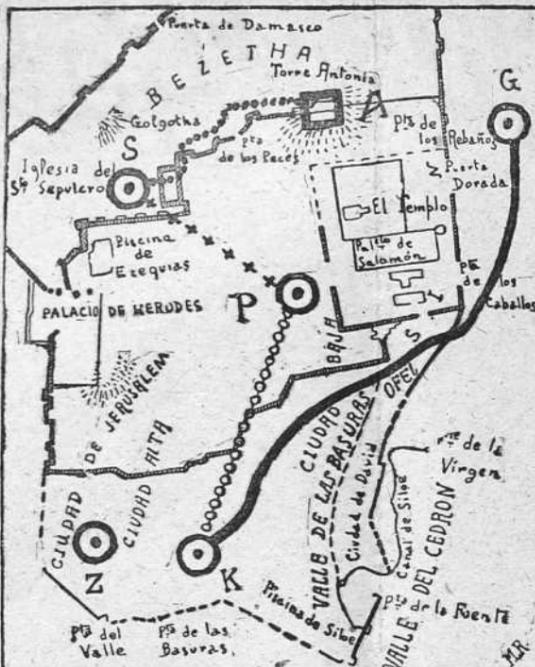 Puerta de Damasco
BEZETHA
Torre Antonia
G
Golgotha
A
S
Pta de los Peces
Pta de los Rebaños
Iglesia del
Sto Sepulcro
Puerta
Dorada
El Templo
Piscina
de
Ezequias
Palo de
Salomón
Pta de los Caballos
PALACIO DE HERODES
P
BAJA
S
OFEL
CIUDAD DE JERUSALEM
CIUDAD ALTA
CIUDAD
VALLE DE LAS BASURAS
Ciudad de David
Fte de la
Virgen
Canal de Siloe
VALLE DEL CEDRON
Z
K
Piscina de Siloe
Pta de la Fuente
Pta del
Valle
Pta de las
Basuras
M.R.